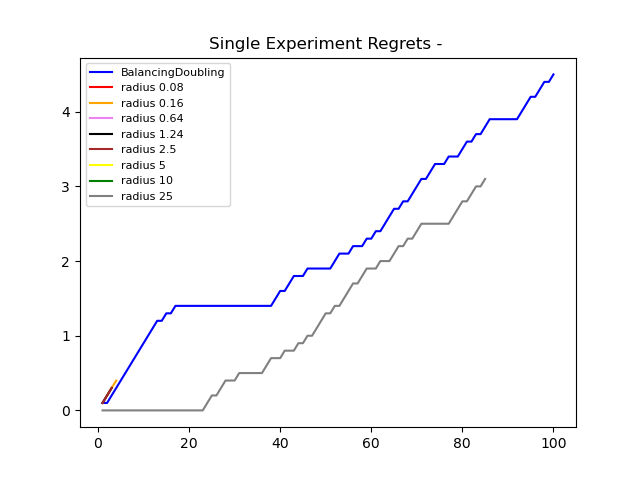 Single Experiment Regrets -
BalancingDoubling
radius 0.08
radius 0.16
radius 0.64
radius 1.24
radius 2.5
radius 5
radius 10
radius 25
4
3
2
1
0
0 20 40 60 80 100